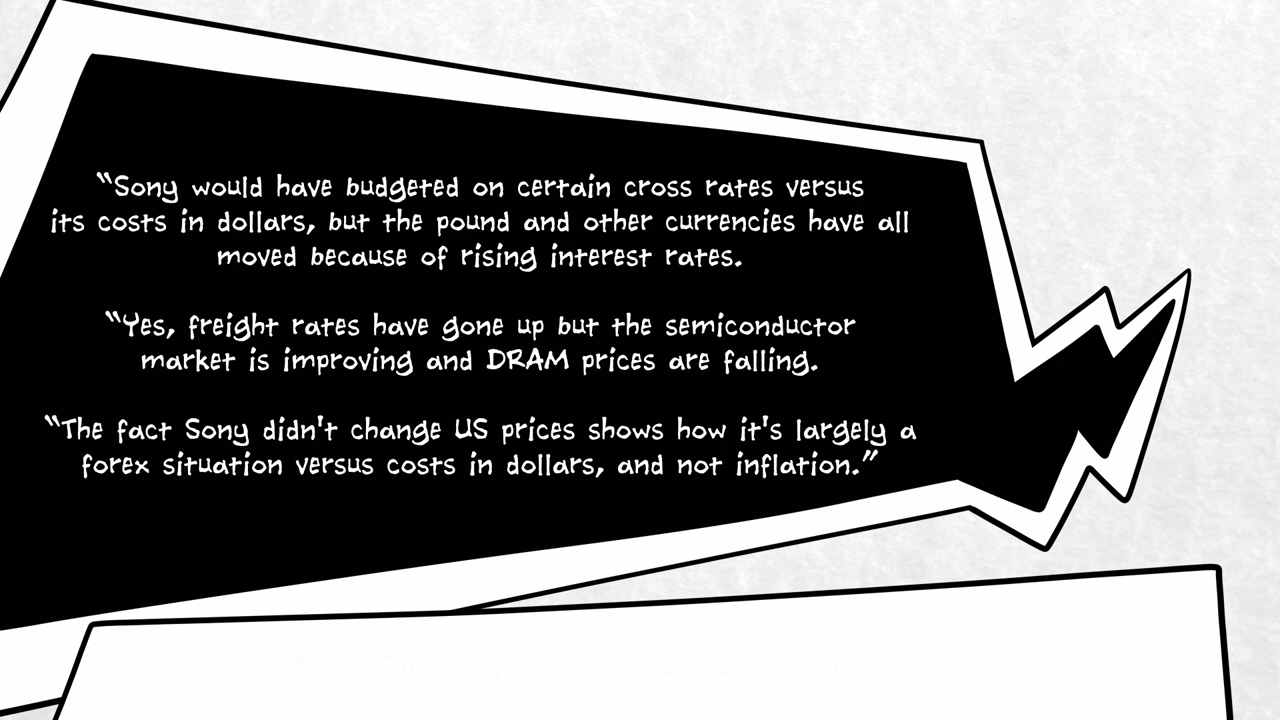 “Sony would have budgeted on certain cross rates versus
its costs in dollars, but the pound and other currencies have all
moved because of rising interest rates.
“Yes, freight rates have gone up but the semiconductor
market is improving and DRAM prices are falling.
“The fact Sony didn't change US prices shows how it's largely a
forex situation versus costs in dollars, and not inflation.”